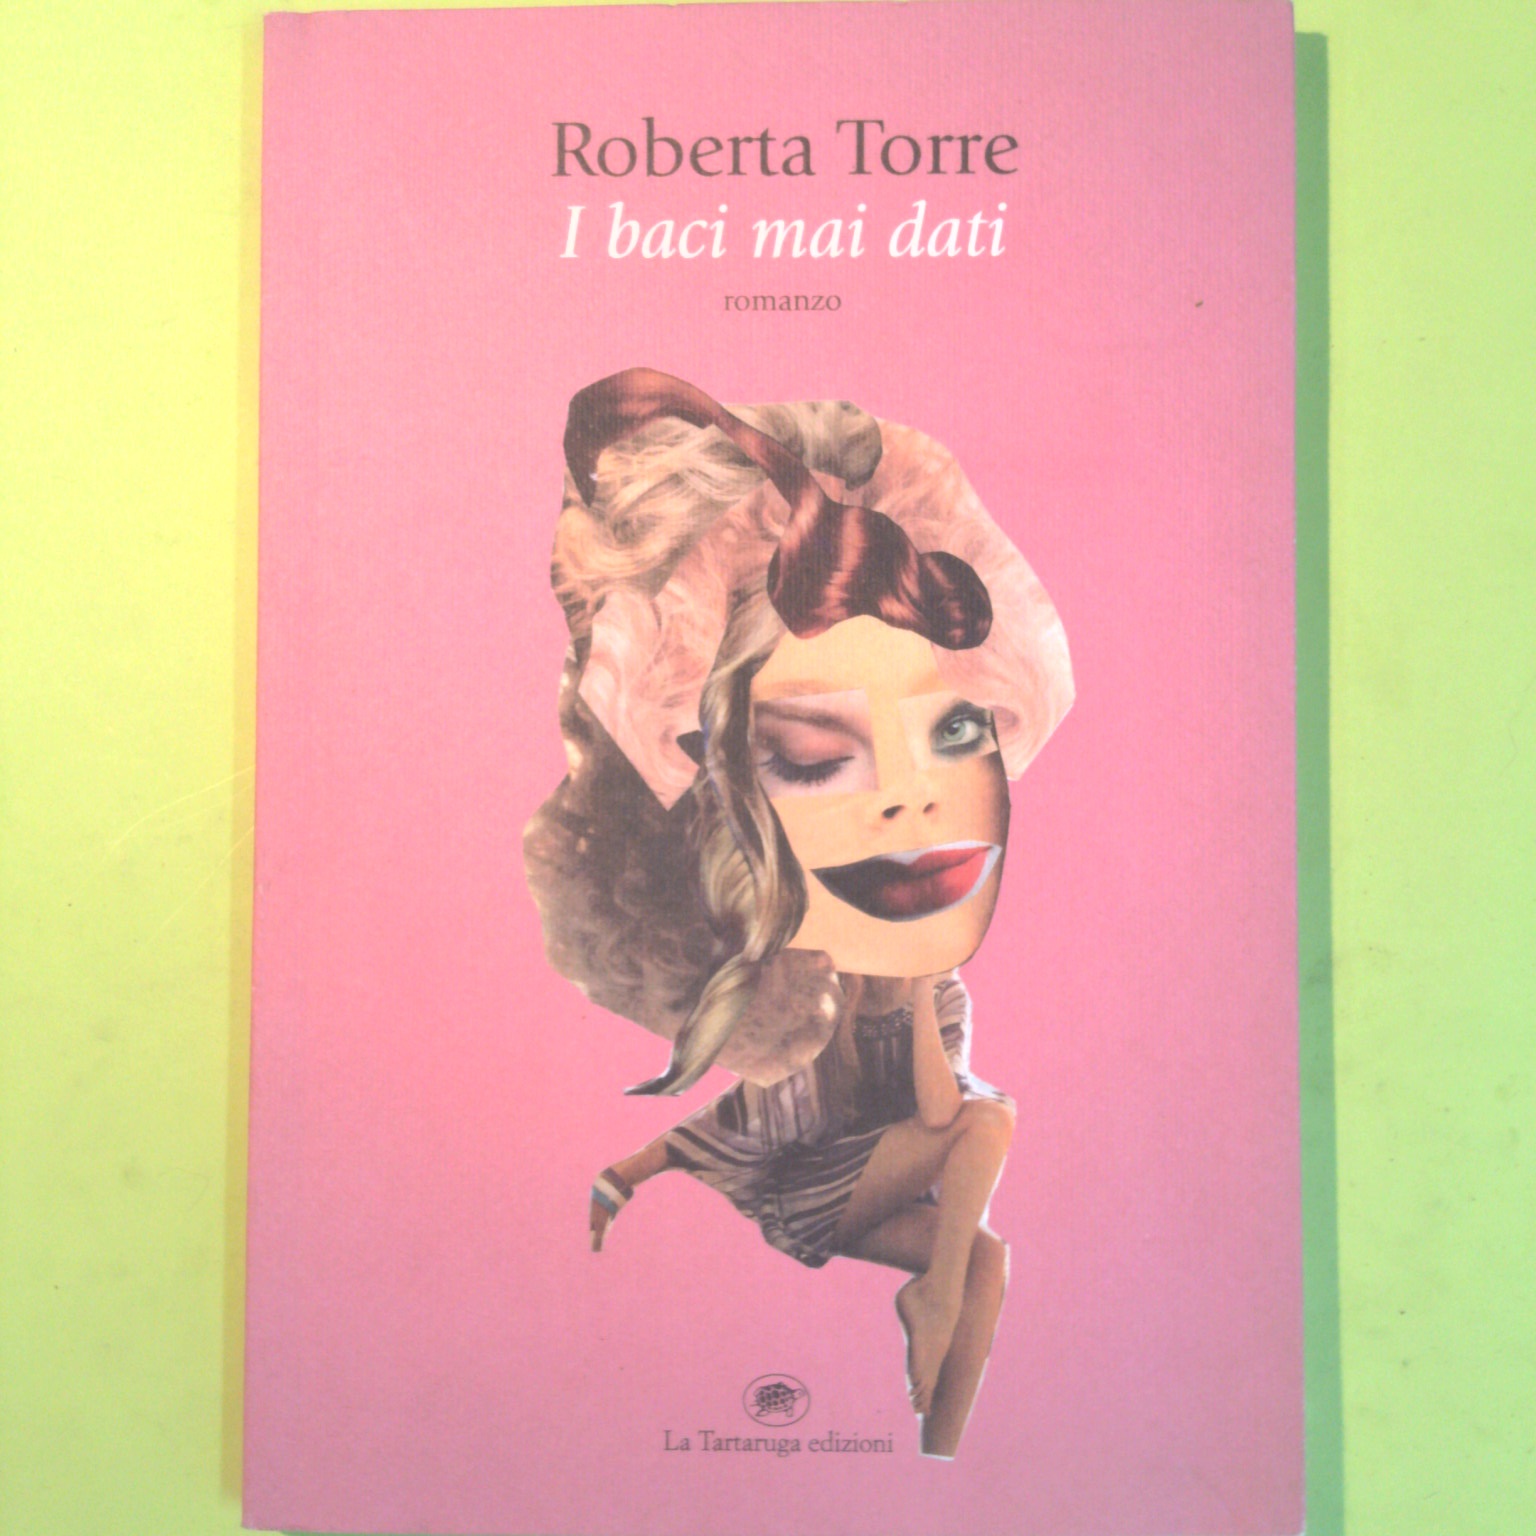 Roberta Torre
I baci mai dati
romanzo
La Tartaruga edizioni